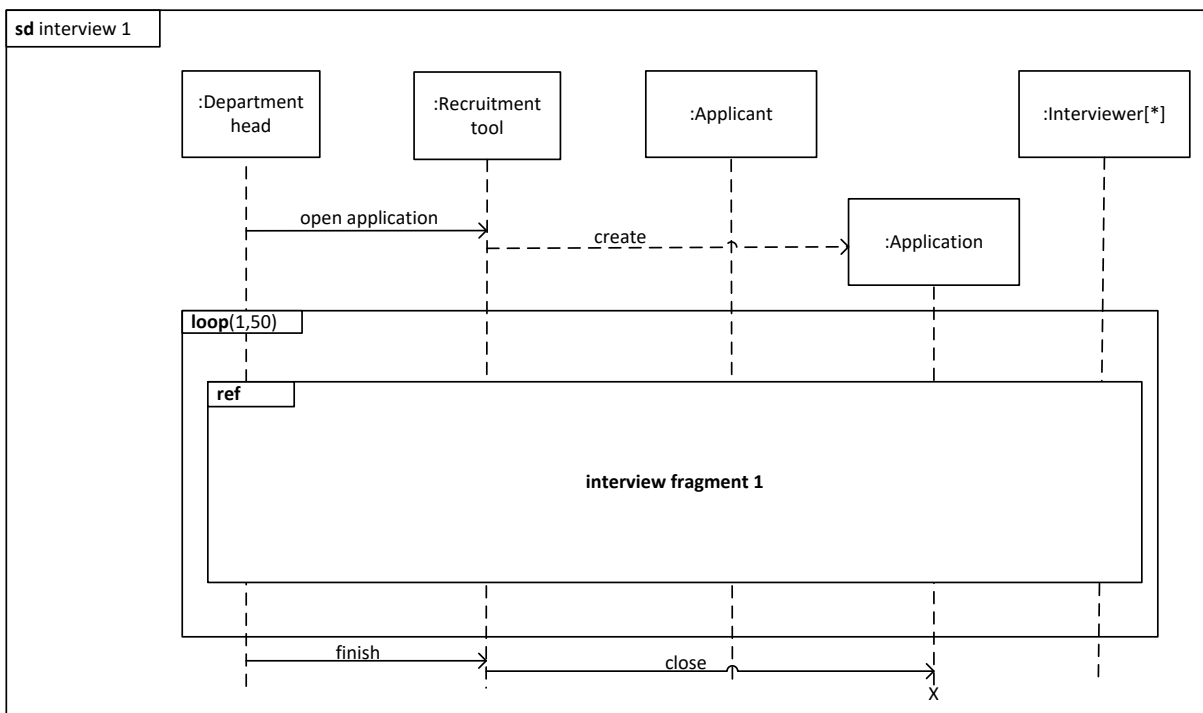 sd interview 1
:Department
head
:Recruitment
tool
:Applicant
:Interviewer[*]
open application
create
:Application
loop(1,50)
ref
interview fragment 1
finish
close
X